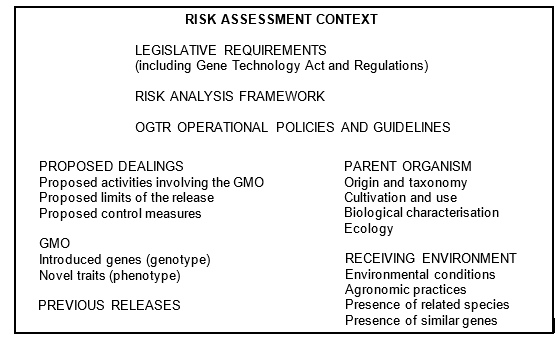 RISK ASSESSMENT CONTEXT
LEGISLATIVE REQUIREMENTS
(including Gene Technology Act and Regulations)
RISK ANALYSIS FRAMEWORK
OGTR OPERATIONAL POLICIES AND GUIDELINES
PROPOSED DEALINGS
Proposed activities involving the GMO
Proposed limits of the release
Proposed control measures
GMO
Introduced genes (genotype)
Novel traits (phenotype)
PREVIOUS RELEASES
PARENT ORGANISM
Origin and taxonomy
Cultivation and use
Biological characterisation
Ecology
RECEIVING ENVIRONMENT
Environmental conditions
Agronomic practices
Presence of related species
Presence of similar genes